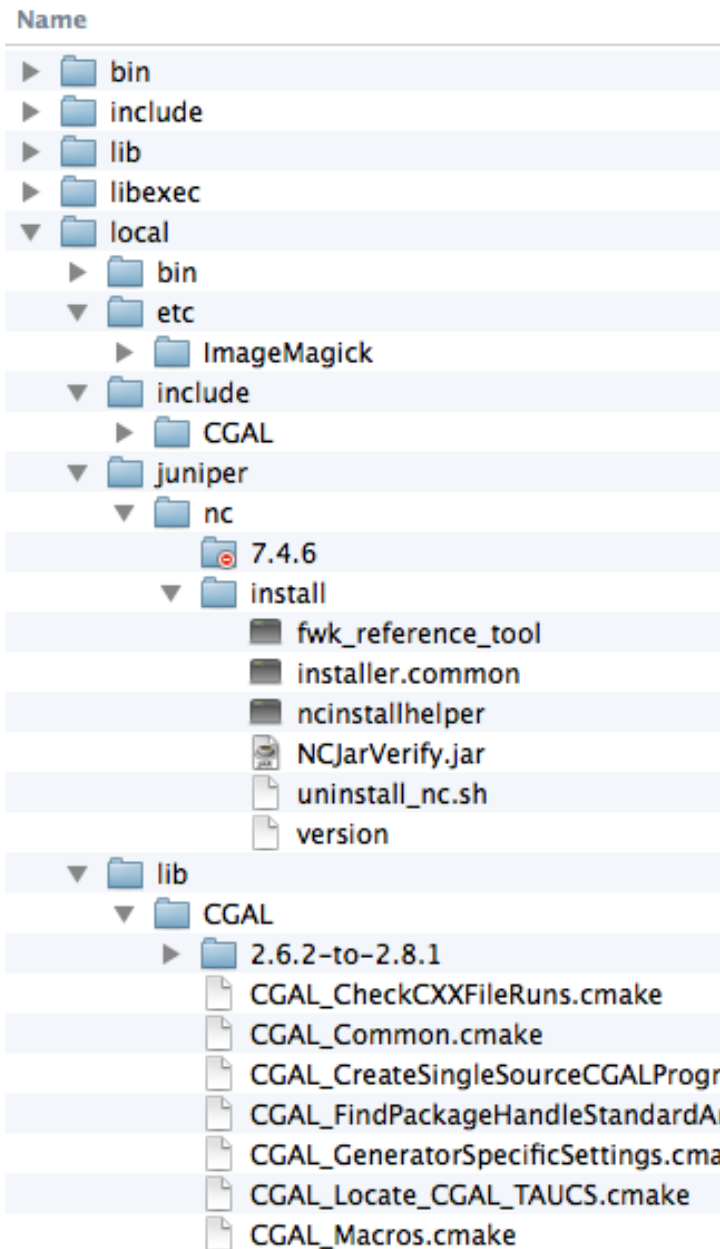 Name
bin
include
lib
libexec
local
bin
etc
ImageMagick
include
CGAL
juniper
nc
7.4.6
install
fwk_reference_tool
installer.common
ncinstallhelper
NCJarVerify.jar
uninstall_nc.sh
version
lib
CGAL
2.6.2-to-2.8.1
CGAL_CheckCXXFileRuns.cmake
CGAL_Common.cmake
CGAL_CreateSingleSourceCGALProgr
CGAL_FindPackageHandleStandardAr
CGAL_GeneratorSpecificSettings.cma
CGAL_Locate_CGAL_TAUCS.cmake
CGAL_Macros.cmake